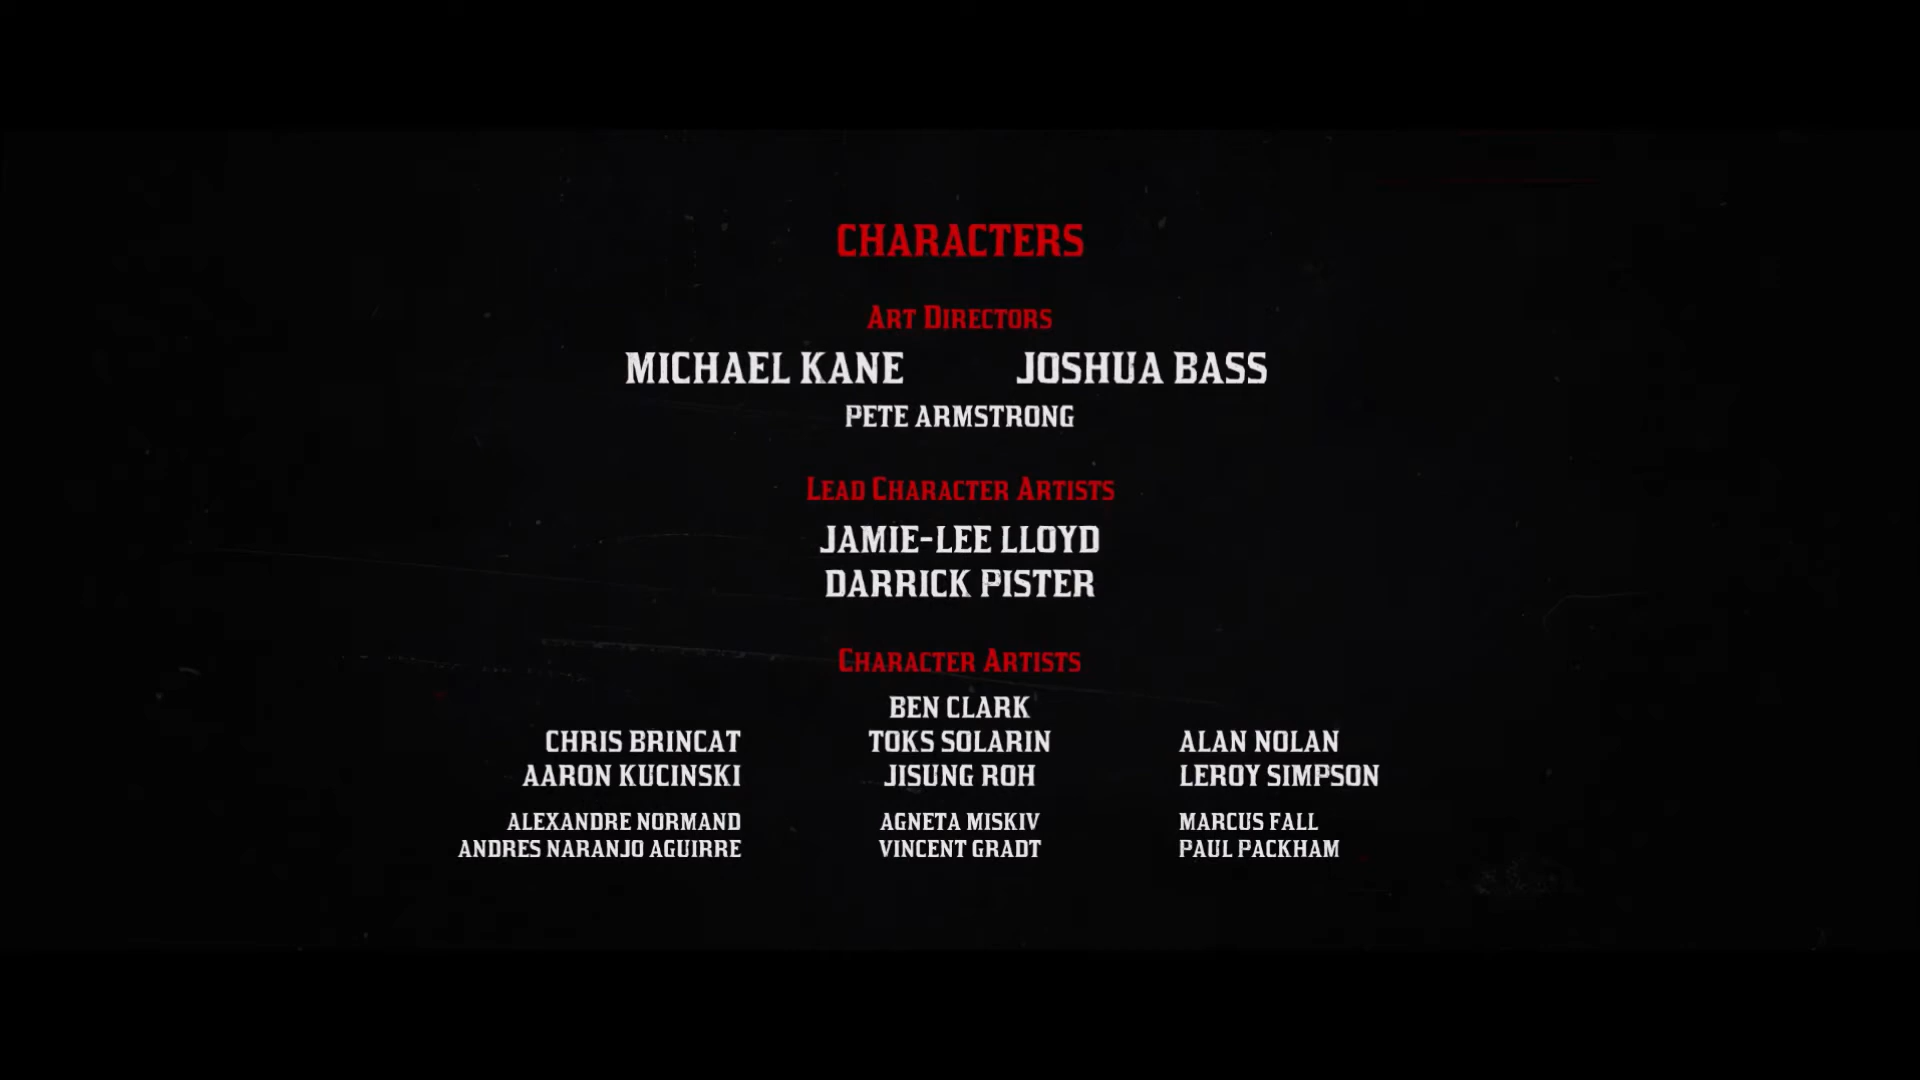 CHARACTERS
ART DIRECTORS
MICHAEL KANE JOSHUA BASS
PETE ARMSTRONG
LEAD CHARACTER ARTISTS
JAMIE-LEE LLOYD
DARRICK PISTER
CHARACTER ARTISTS
BEN CLARK
CHRIS BRINCAT TOKS SOLARIN ALAN NOLAN
AARON KUCINSKI JISUNG ROH LEROY SIMPSON
ALEXANDRE NORMAND AGNETA MISKIV MARCUS FALL
ANDRES NARANJO AGUIRRE VINCENT GRADT PAUL PACKHAM